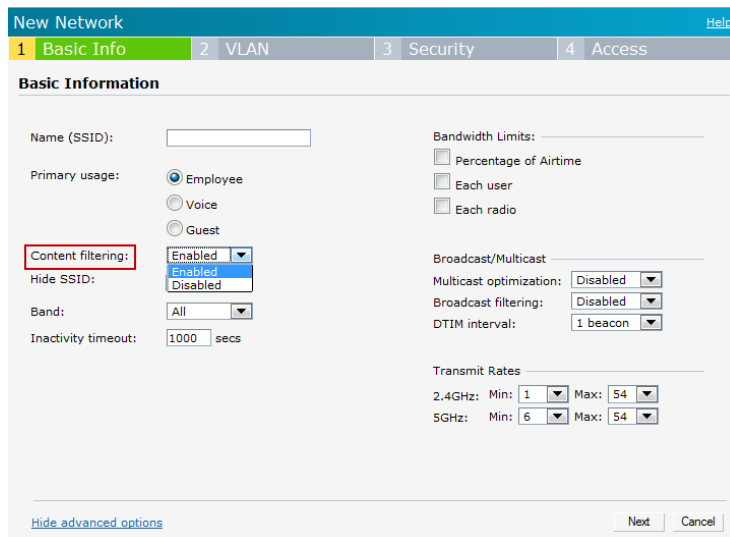 New Network
Help
1 Basic Info
2 VLAN
3 Security
4 Access
Basic Information
Name (SSID):
Primary usage:
Employee
Voice
Guest
Content filtering:
Enabled
Enabled
Disabled
Hide SSID:
Band:
All
Inactivity timeout:
1000 secs
Bandwidth Limits:
Percentage of Airtime
Each user
Each radio
Broadcast/Multicast
Multicast optimization: Disabled
Broadcast filtering: Disabled
DTIM interval: 1 beacon
Transmit Rates
2.4GHz: Min: 1 Max: 54
5GHz: Min: 6 Max: 54
Hide advanced options
Next
Cancel